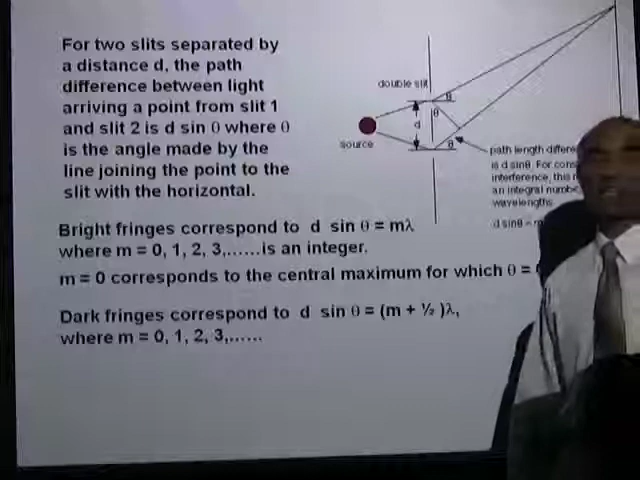 For two slits separated by
a distance d, the path
difference between light
arriving a point from slit 1
and slit 2 is d sin θ where θ
is the angle made by the
line joining the point to the
slit with the horizontal.
double slit
θ
θ
d
θ
source
path length differe
is d sinθ. For cons
interference, this
an integral numbe
wavelengths
d sinθ =
Bright fringes correspond to d sin θ = mλ
where m = 0, 1, 2, 3,......is an integer.
m = 0 corresponds to the central maximum for which θ =
Dark fringes correspond to d sin θ = (m + ½ )λ,
where m = 0, 1, 2, 3,......